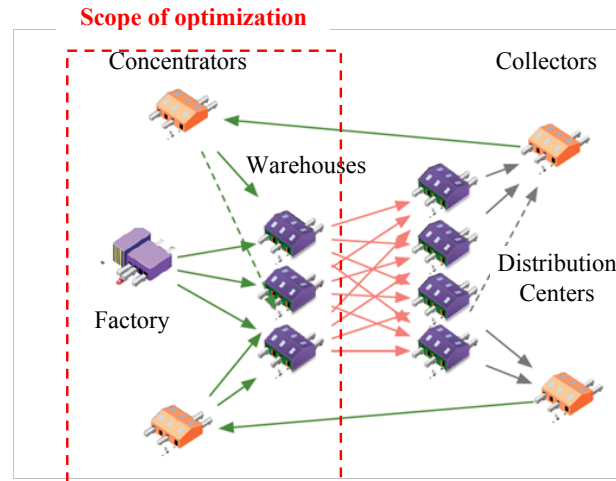 Scope of optimization
Concentrators
Collectors
Warehouses
Distribution
Centers
Factory